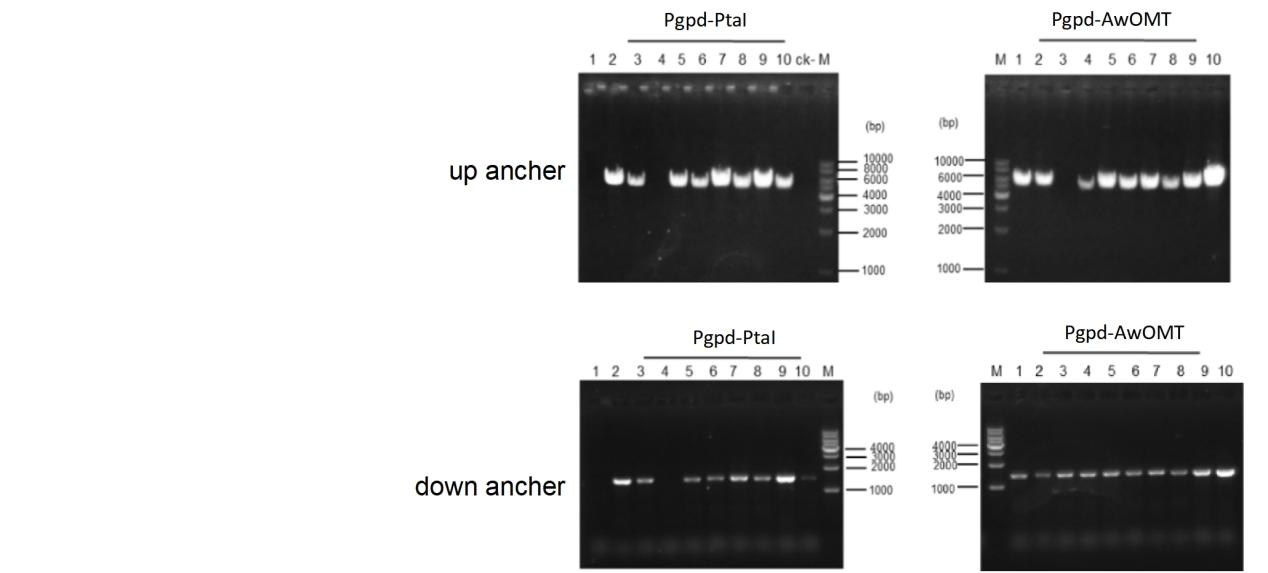 Pgpd-PtaI
1 2 3 4 5 6 7 8 9 10 ck- M
(bp)
10000
8000
6000
4000
3000
2000
1000
up ancher
Pgpd-AwOMT
M 1 2 3 4 5 6 7 8 9 10
(bp)
10000
6000
4000
3000
2000
1000
Pgpd-PtaI
1 2 3 4 5 6 7 8 9 10 M
(bp)
4000
3000
2000
1000
down ancher
Pgpd-AwOMT
M 1 2 3 4 5 6 7 8 9 10
(bp)
4000
3000
2000
1000